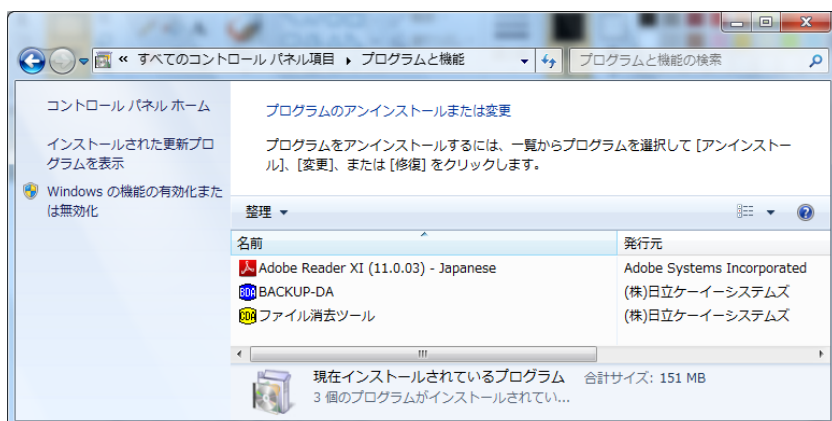 « すべてのコントロール パネル項目 ▸ プログラムと機能
プログラムと機能の検索
コントロール パネル ホーム
インストールされた更新プロ
グラムを表示
Windows の機能の有効化また
は無効化
プログラムのアンインストールまたは変更
プログラムをアンインストールするには、一覧からプログラムを選択して [アンインストー
ル]、[変更]、または [修復] をクリックします。
整理
名前 発行元
Adobe Reader XI (11.0.03) - Japanese Adobe Systems Incorporated
BDA BACKUP-DA (株)日立ケーイーシステムズ
CDA ファイル消去ツール (株)日立ケーイーシステムズ
現在インストールされているプログラム 合計サイズ: 151 MB
3 個のプログラムがインストールされてい...